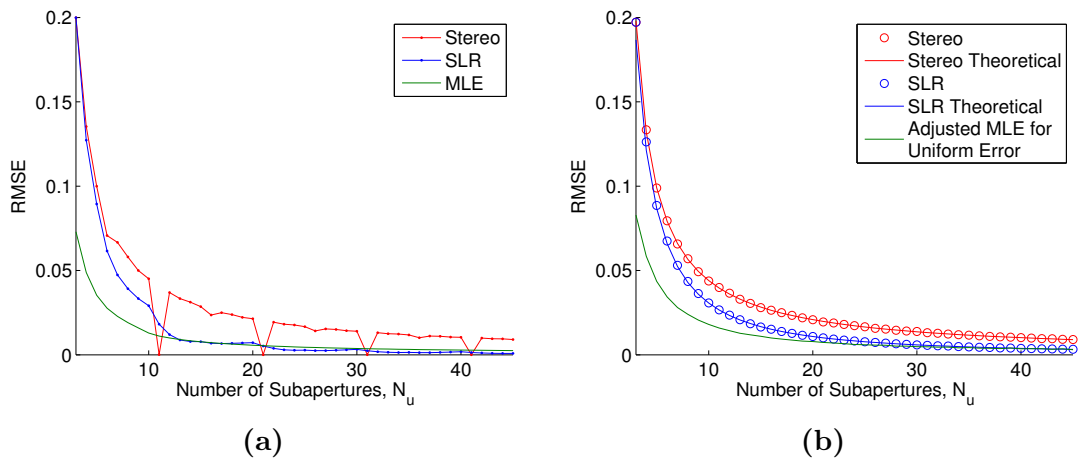 0.2
0.15
0.1
0.05
0
RMSE
10
20
30
40
Number of Subapertures, N_u
Stereo
SLR
MLE
(a)
0.2
0.15
0.1
0.05
0
RMSE
10
20
30
40
Number of Subapertures, N_u
Stereo
Stereo Theoretical
SLR
SLR Theoretical
Adjusted MLE for
Uniform Error
(b)